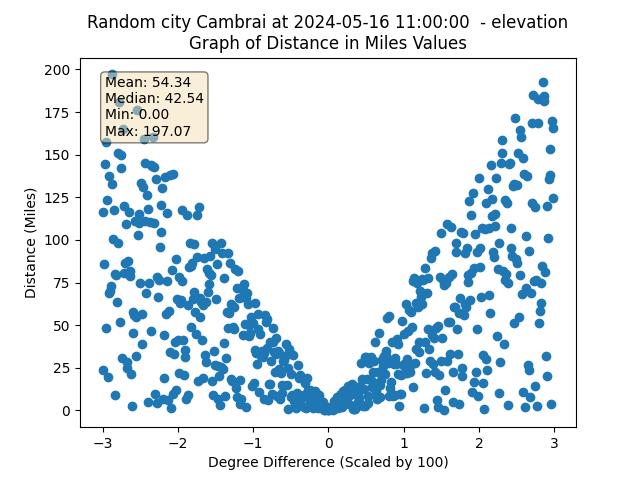 Random city Cambrai at 2024-05-16 11:00:00  - elevation
Graph of Distance in Miles Values
Mean: 54.34
Median: 42.54
Min: 0.00
Max: 197.07
200
175
150
125
100
75
50
25
0
Distance (Miles)
−3 −2 −1 0 1 2 3
Degree Difference (Scaled by 100)